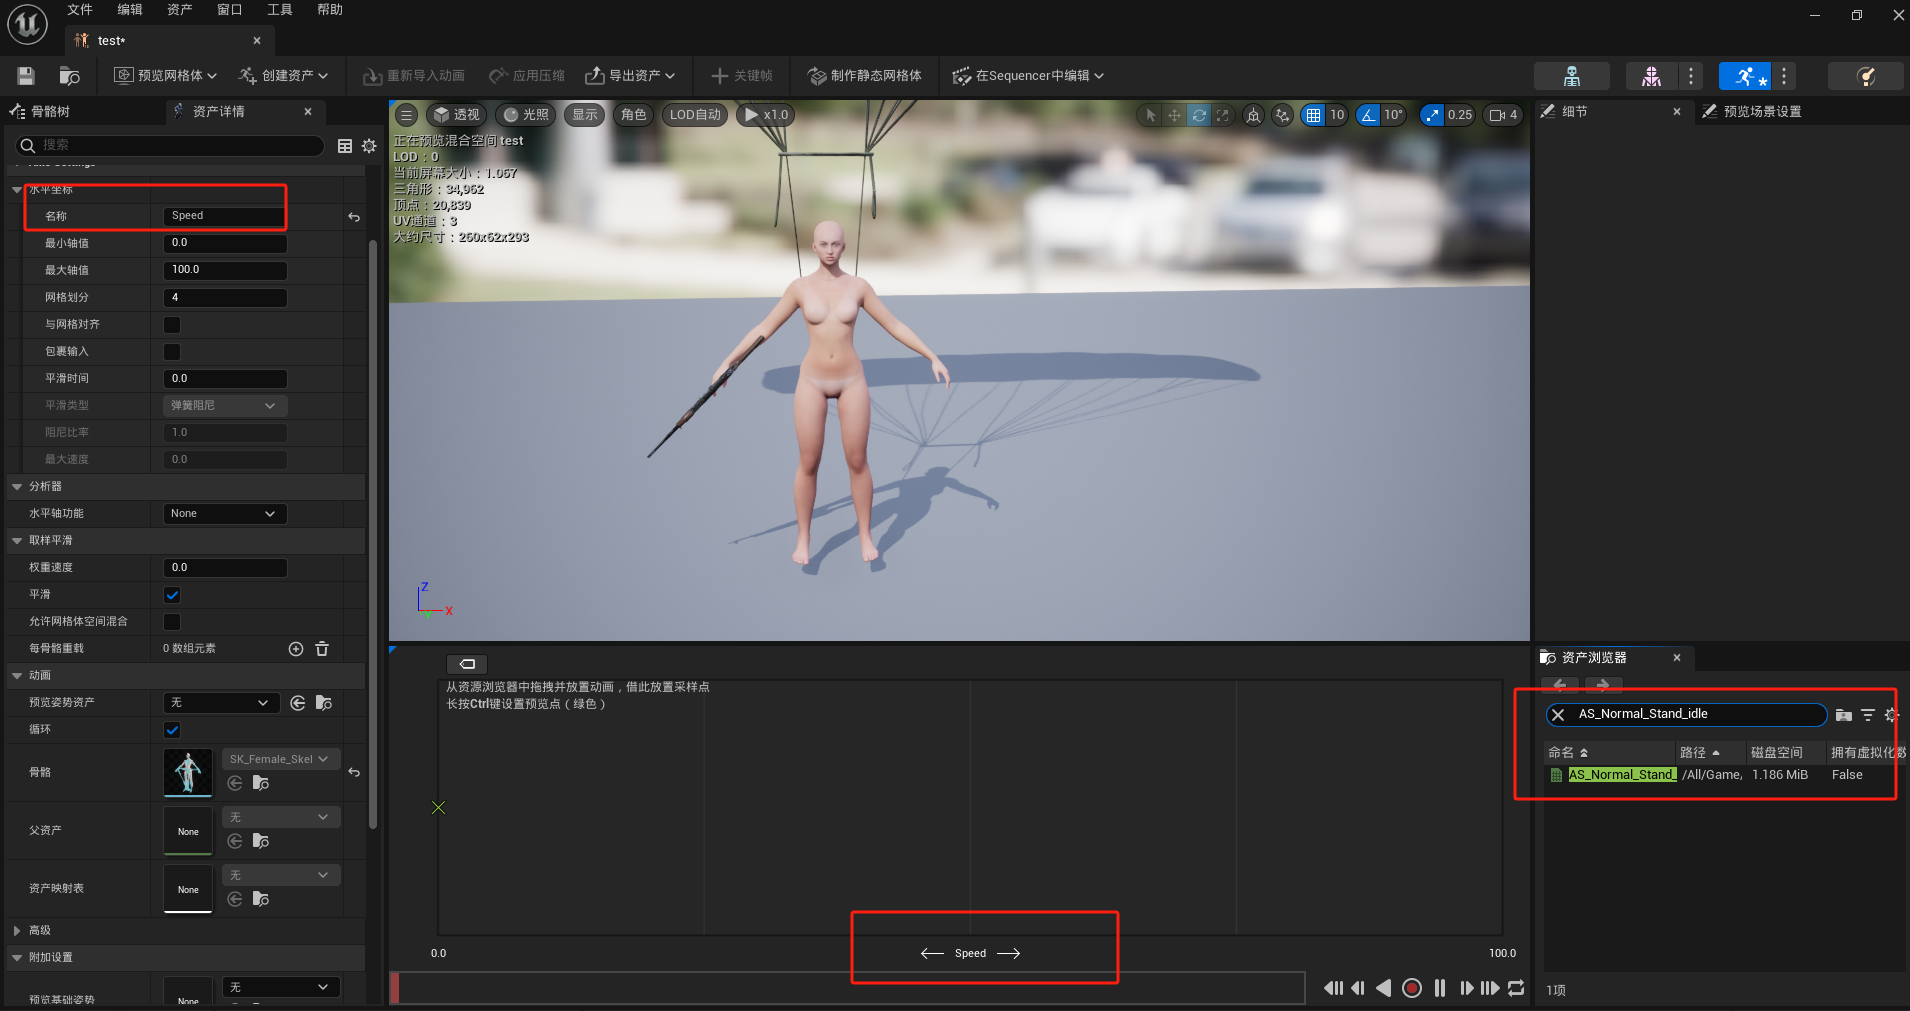 文件 编辑 资产 窗口 工具 帮助
test*
预览网格体 创建资产 重新导入动画 应用压缩 导出资产 关键帧 制作静态网格体 在Sequencer中编辑
骨骼树 资产详情
搜索
水平坐标
名称 Speed
最小轴值 0.0
最大轴值 100.0
网格划分 4
与网格对齐
包裹输入
平滑时间 0.0
平滑类型 弹簧阻尼
阻尼比率 1.0
最大速度 0.0
分析器
水平轴功能 None
取样平滑
权重速度 0.0
平滑
允许网格体空间混合
每骨骼重载 0 数组元素
动画
预览姿势资产 无
循环
骨骼 SK_Female_Skel
父资产 None 无
资产映射表 None 无
高级
附加设置
预览基础姿势 None 无
透视 光照 显示 角色 LOD自动 x1.0 10 10° 0.25 4
正在预览混合空间 test
LOD：0
当前屏幕大小：1.067
三角形：34,962
顶点：20,839
UV通道：3
大约尺寸：260x62x293
Z
X
从资源浏览器中拖拽并放置动画，借此放置采样点
长按Ctrl键设置预览点（绿色）
0.0 Speed 100.0
细节 预览场景设置
资产浏览器
AS_Normal_Stand_idle
命名 路径 磁盘空间 拥有虚拟化数
AS_Normal_Stand_ /All/Game, 1.186 MiB False
1项